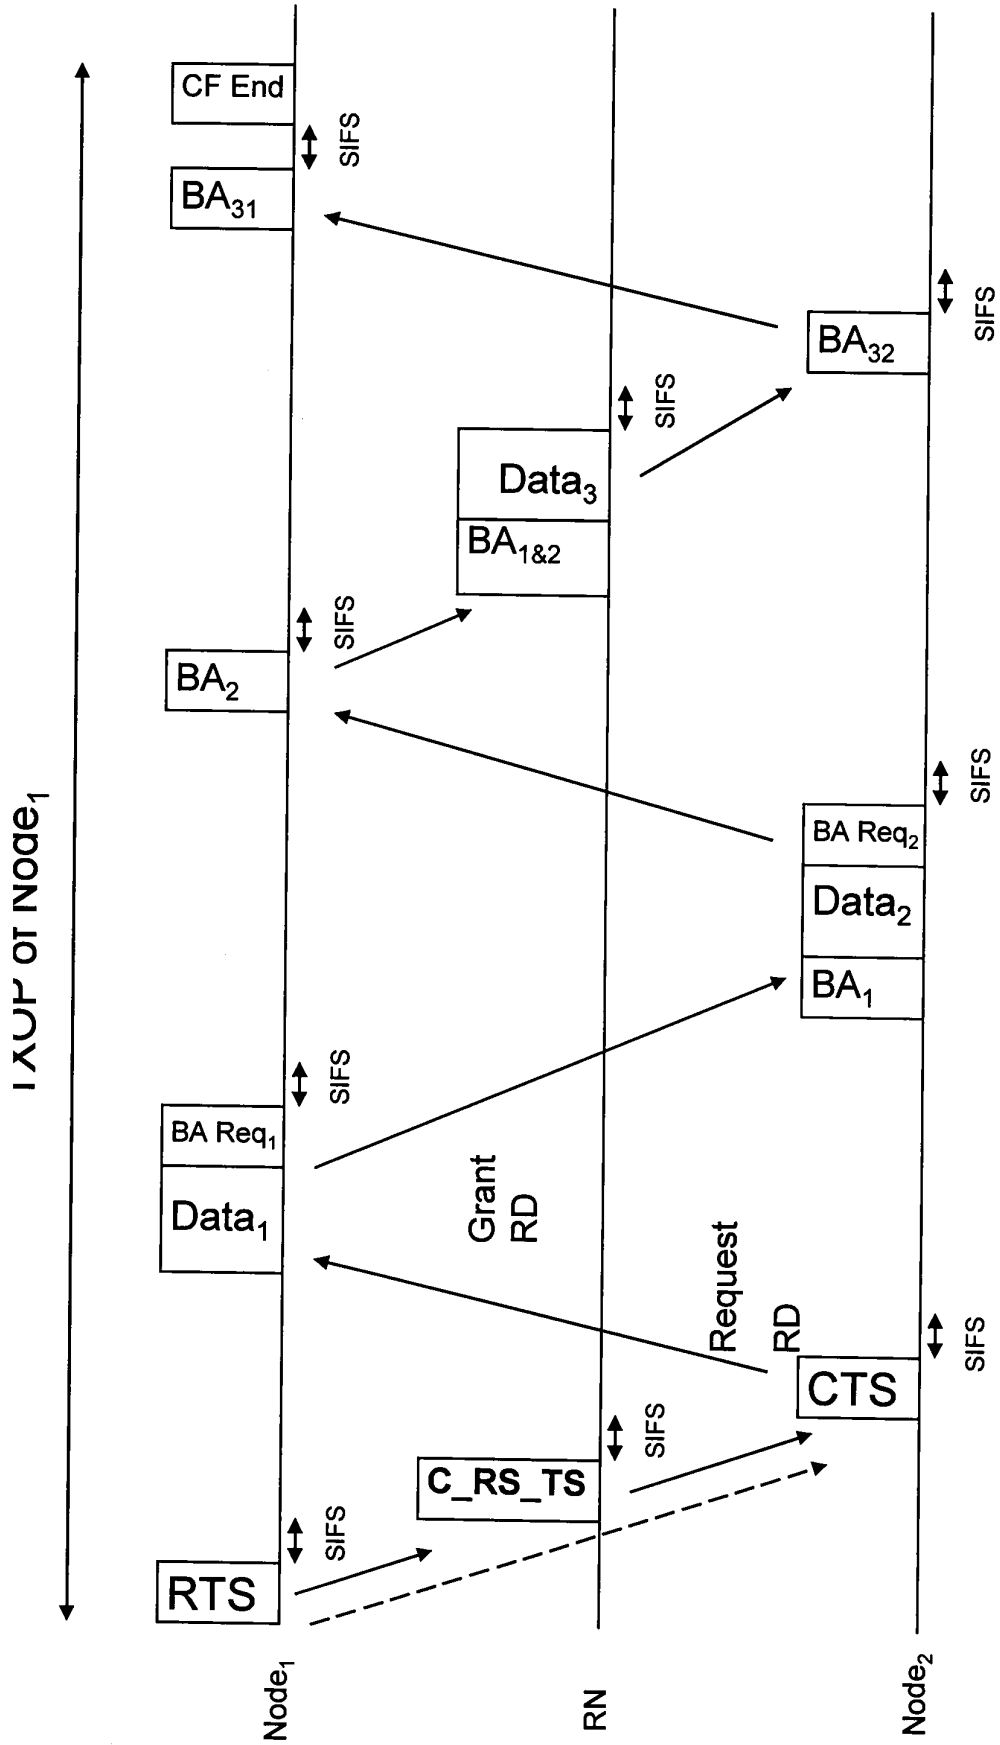 TXOP of Node1
RTS
SIFS
Data1
BA Req1
SIFS
BA2
SIFS
BA31
SIFS
CF End
Node1
C_RS_TS
SIFS
Grant
RD
BA1&2
Data3
SIFS
RN
Request
RD
CTS
SIFS
BA1
Data2
BA Req2
SIFS
BA32
SIFS
Node2